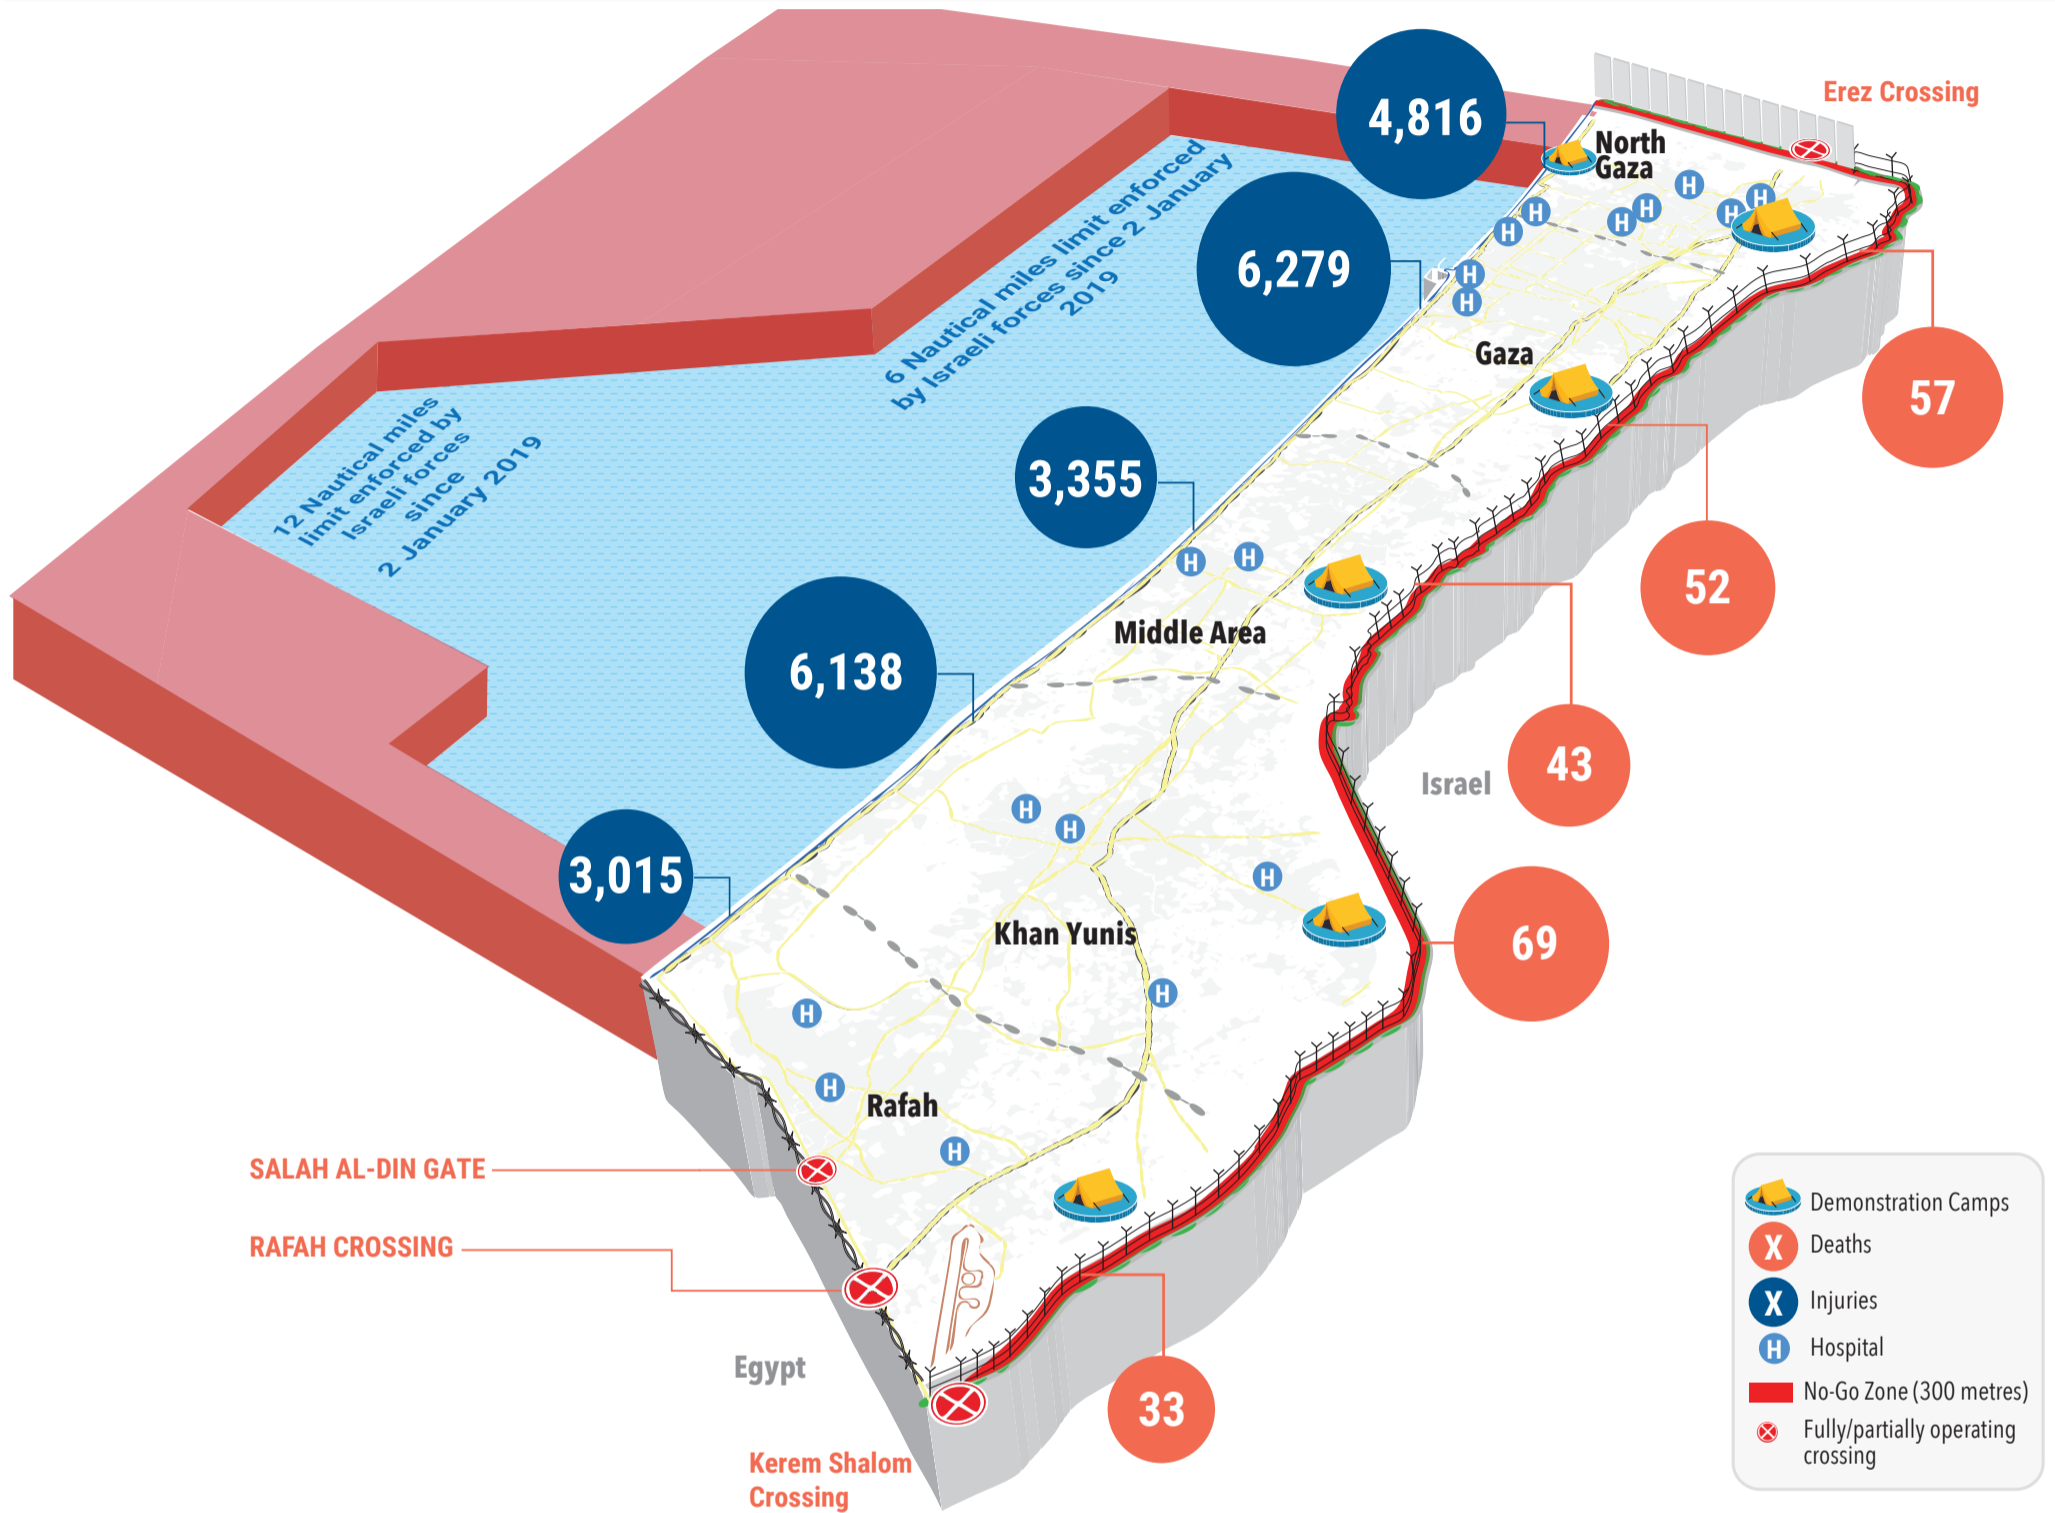 4,816
Erez Crossing
North
Gaza
6 Nautical miles limit enforced
by Israeli forces since 2 January
2019
6,279
H
H
H
H
H
H
H
H
H
Gaza
57
12 Nautical miles
limit enforced by
Israeli forces
since
2 January 2019
3,355
H
H
52
Middle Area
6,138
43
Israel
H
H
H
3,015
Khan Yunis
69
H
H
H
Rafah
H
SALAH AL-DIN GATE
RAFAH CROSSING
Egypt
33
Kerem Shalom
Crossing
Demonstration Camps
X Deaths
X Injuries
H Hospital
No-Go Zone (300 metres)
Fully/partially operating
crossing